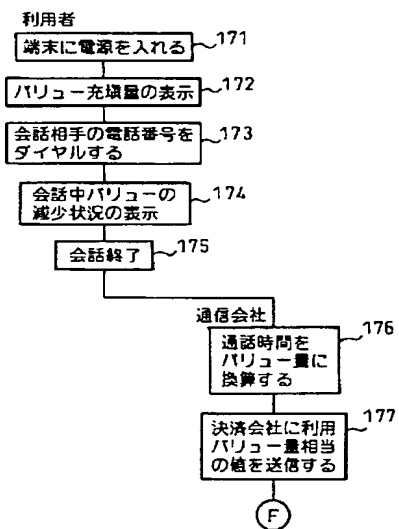 利用者
端末に電源を入れる
171
バリュー充填量の表示
172
会話相手の電話番号を
ダイヤルする
173
会話中バリューの
減少状況の表示
174
会話終了
175
通信会社
通話時間を
バリュー量に
換算する
176
決済会社に利用
バリュー量相当
の値を送信する
177
F